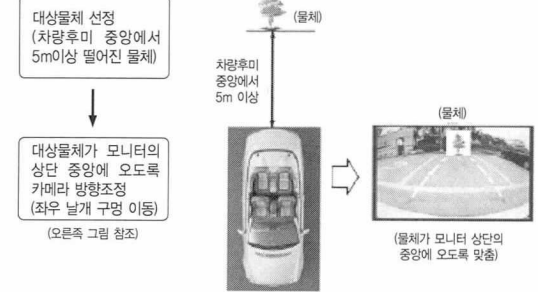 대상물체 선정
(차량후미 중앙에서
5m이상 떨어진 물체)
대상물체가 모니터의
상단 중앙에 오도록
카메라 방향조정
(좌우 날개 구멍 이동)
(오른족 그림 참조)
(물체)
차량후미
중앙에서
5m 이상
(물체)
(물체가 모니터 상단의
중앙에 오도록 맞춤)